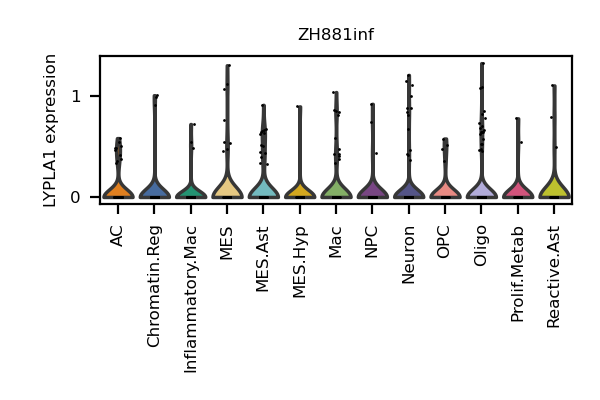 ZH881inf
LYPLA1 expression
1
0
AC
Chromatin.Reg
Inflammatory.Mac
MES
MES.Ast
MES.Hyp
Mac
NPC
Neuron
OPC
Oligo
Prolif.Metab
Reactive.Ast